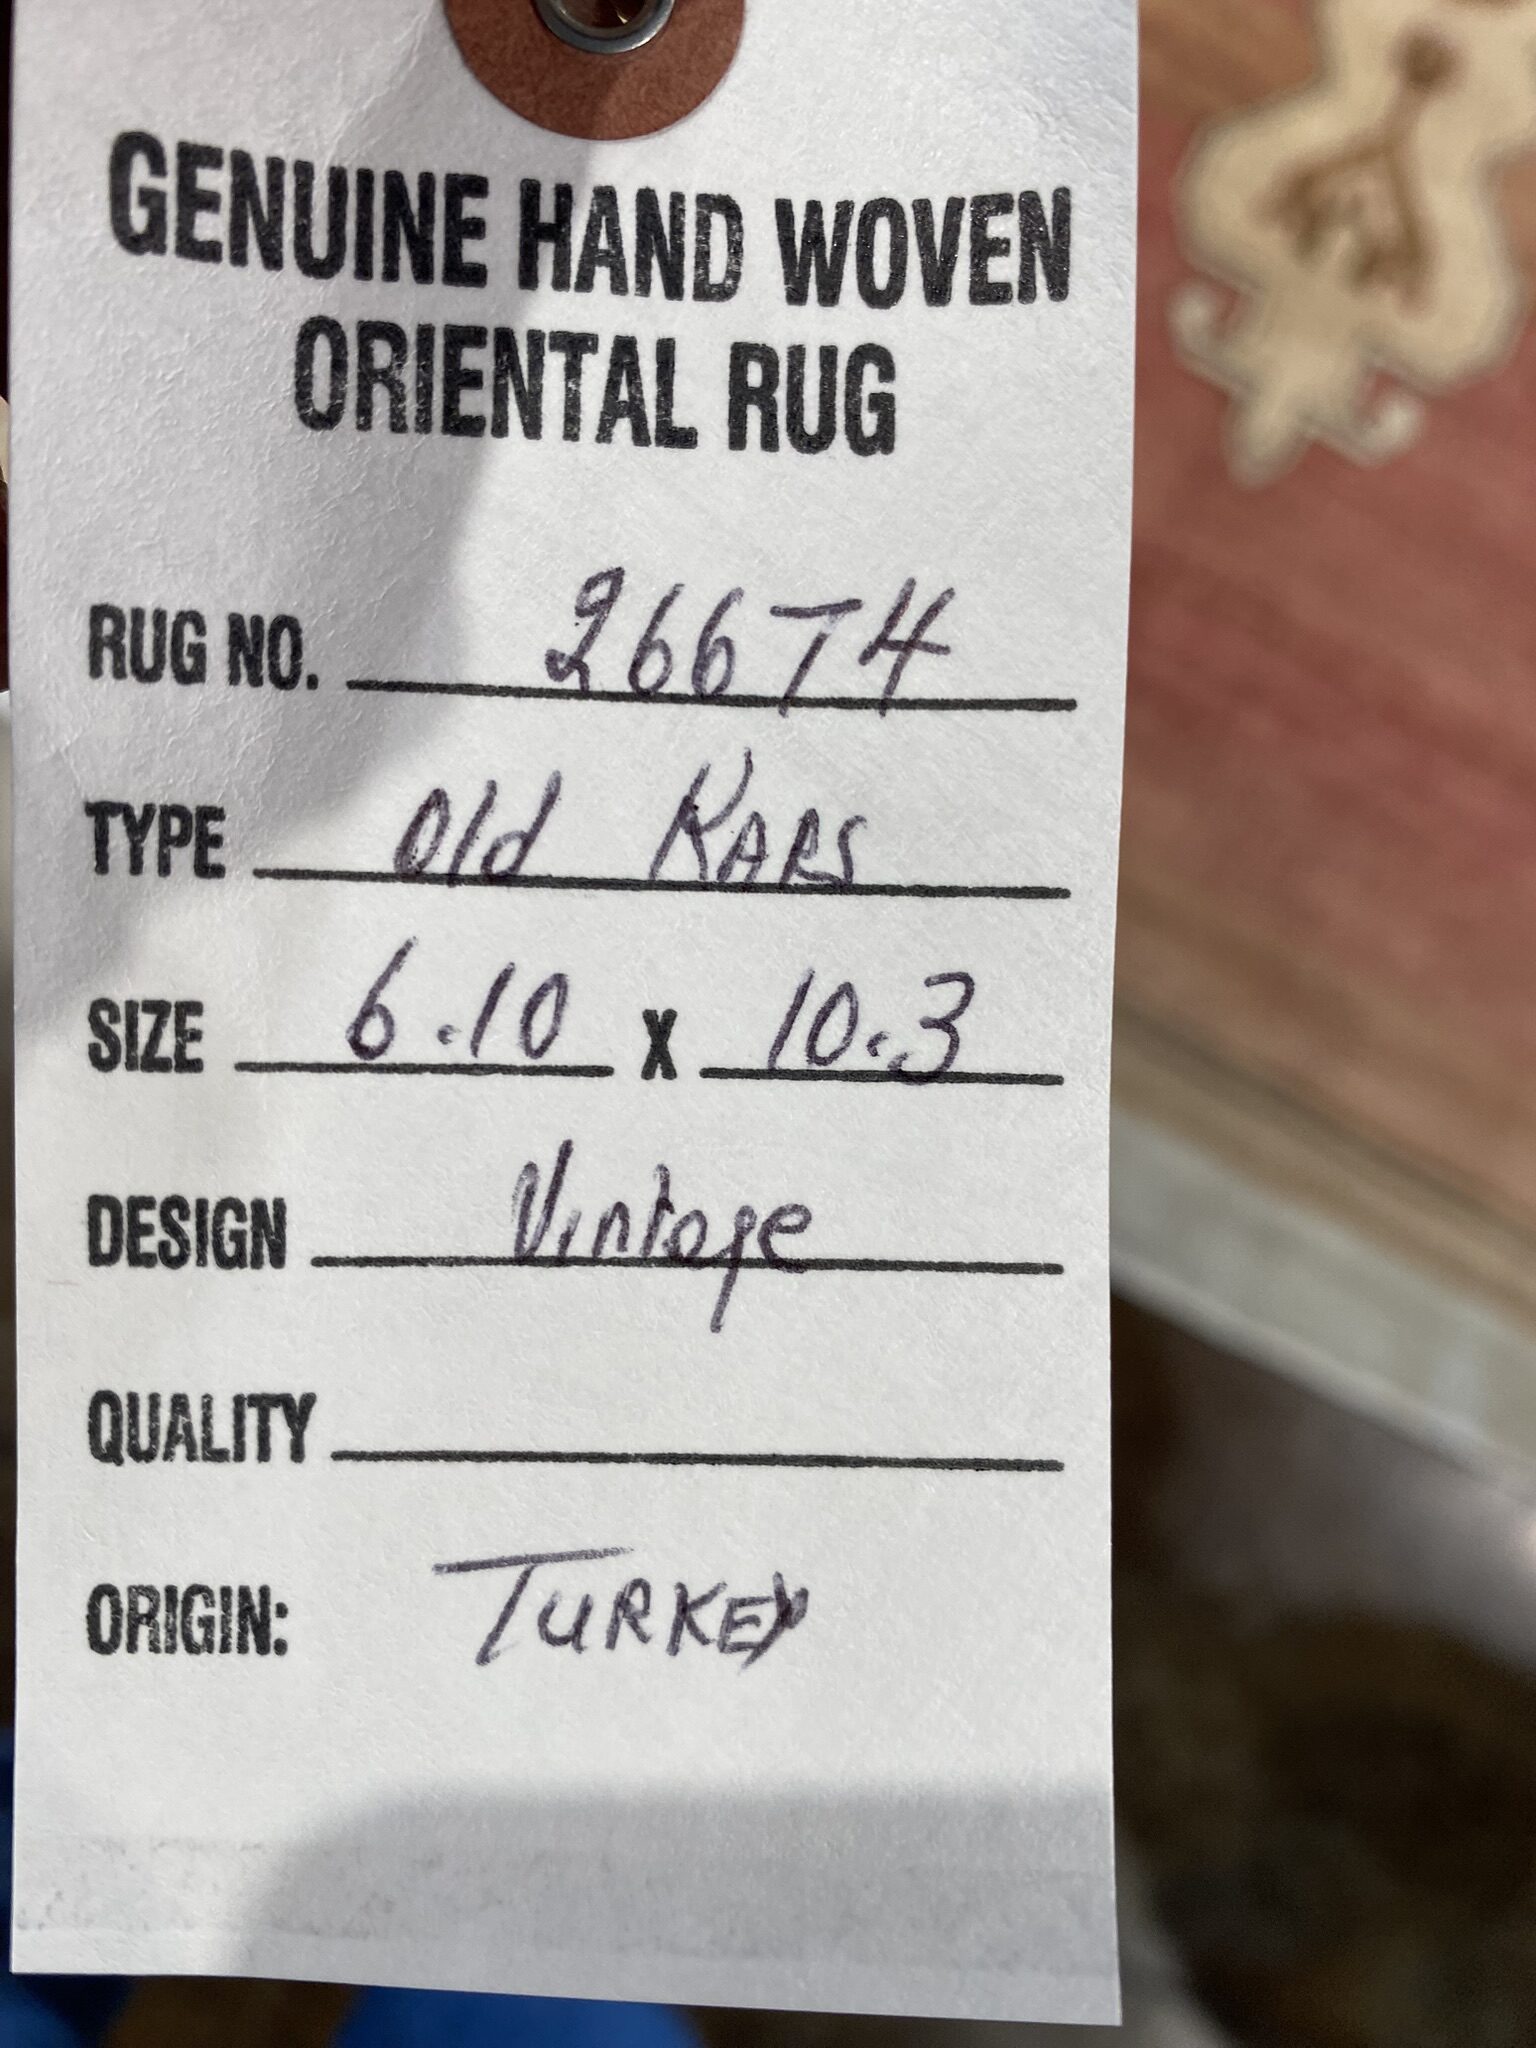 GENUINE HAND WOVEN
ORIENTAL RUG
RUG NO. 26674
TYPE Old KARS
SIZE 6.10 X 10.3
DESIGN Vintage
QUALITY
ORIGIN: TURKEY